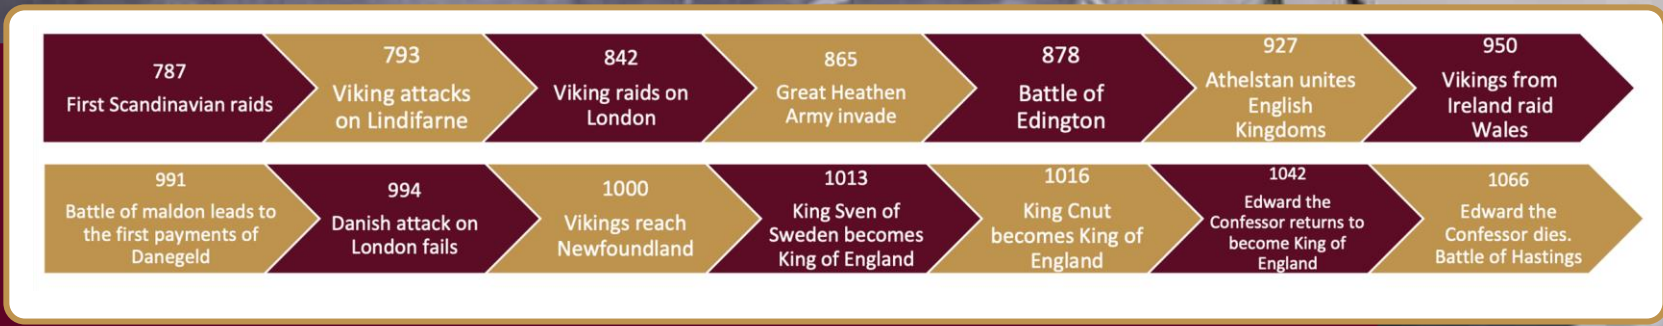 787
First Scandinavian raids
793
Viking attacks
on Lindifarne
842
Viking raids on
London
865
Great Heathen
Army invade
878
Battle of
Edington
927
Athelstan unites
English
Kingdoms
950
Vikings from
Ireland raid
Wales
991
Battle of maldon leads to
the first payments of
Danegeld
994
Danish attack on
London fails
1000
Vikings reach
Newfoundland
1013
King Sven of
Sweden becomes
King of England
1016
King Cnut
becomes King of
England
1042
Edward the
Confessor returns to
become King of
England
1066
Edward the
Confessor dies.
Battle of Hastings